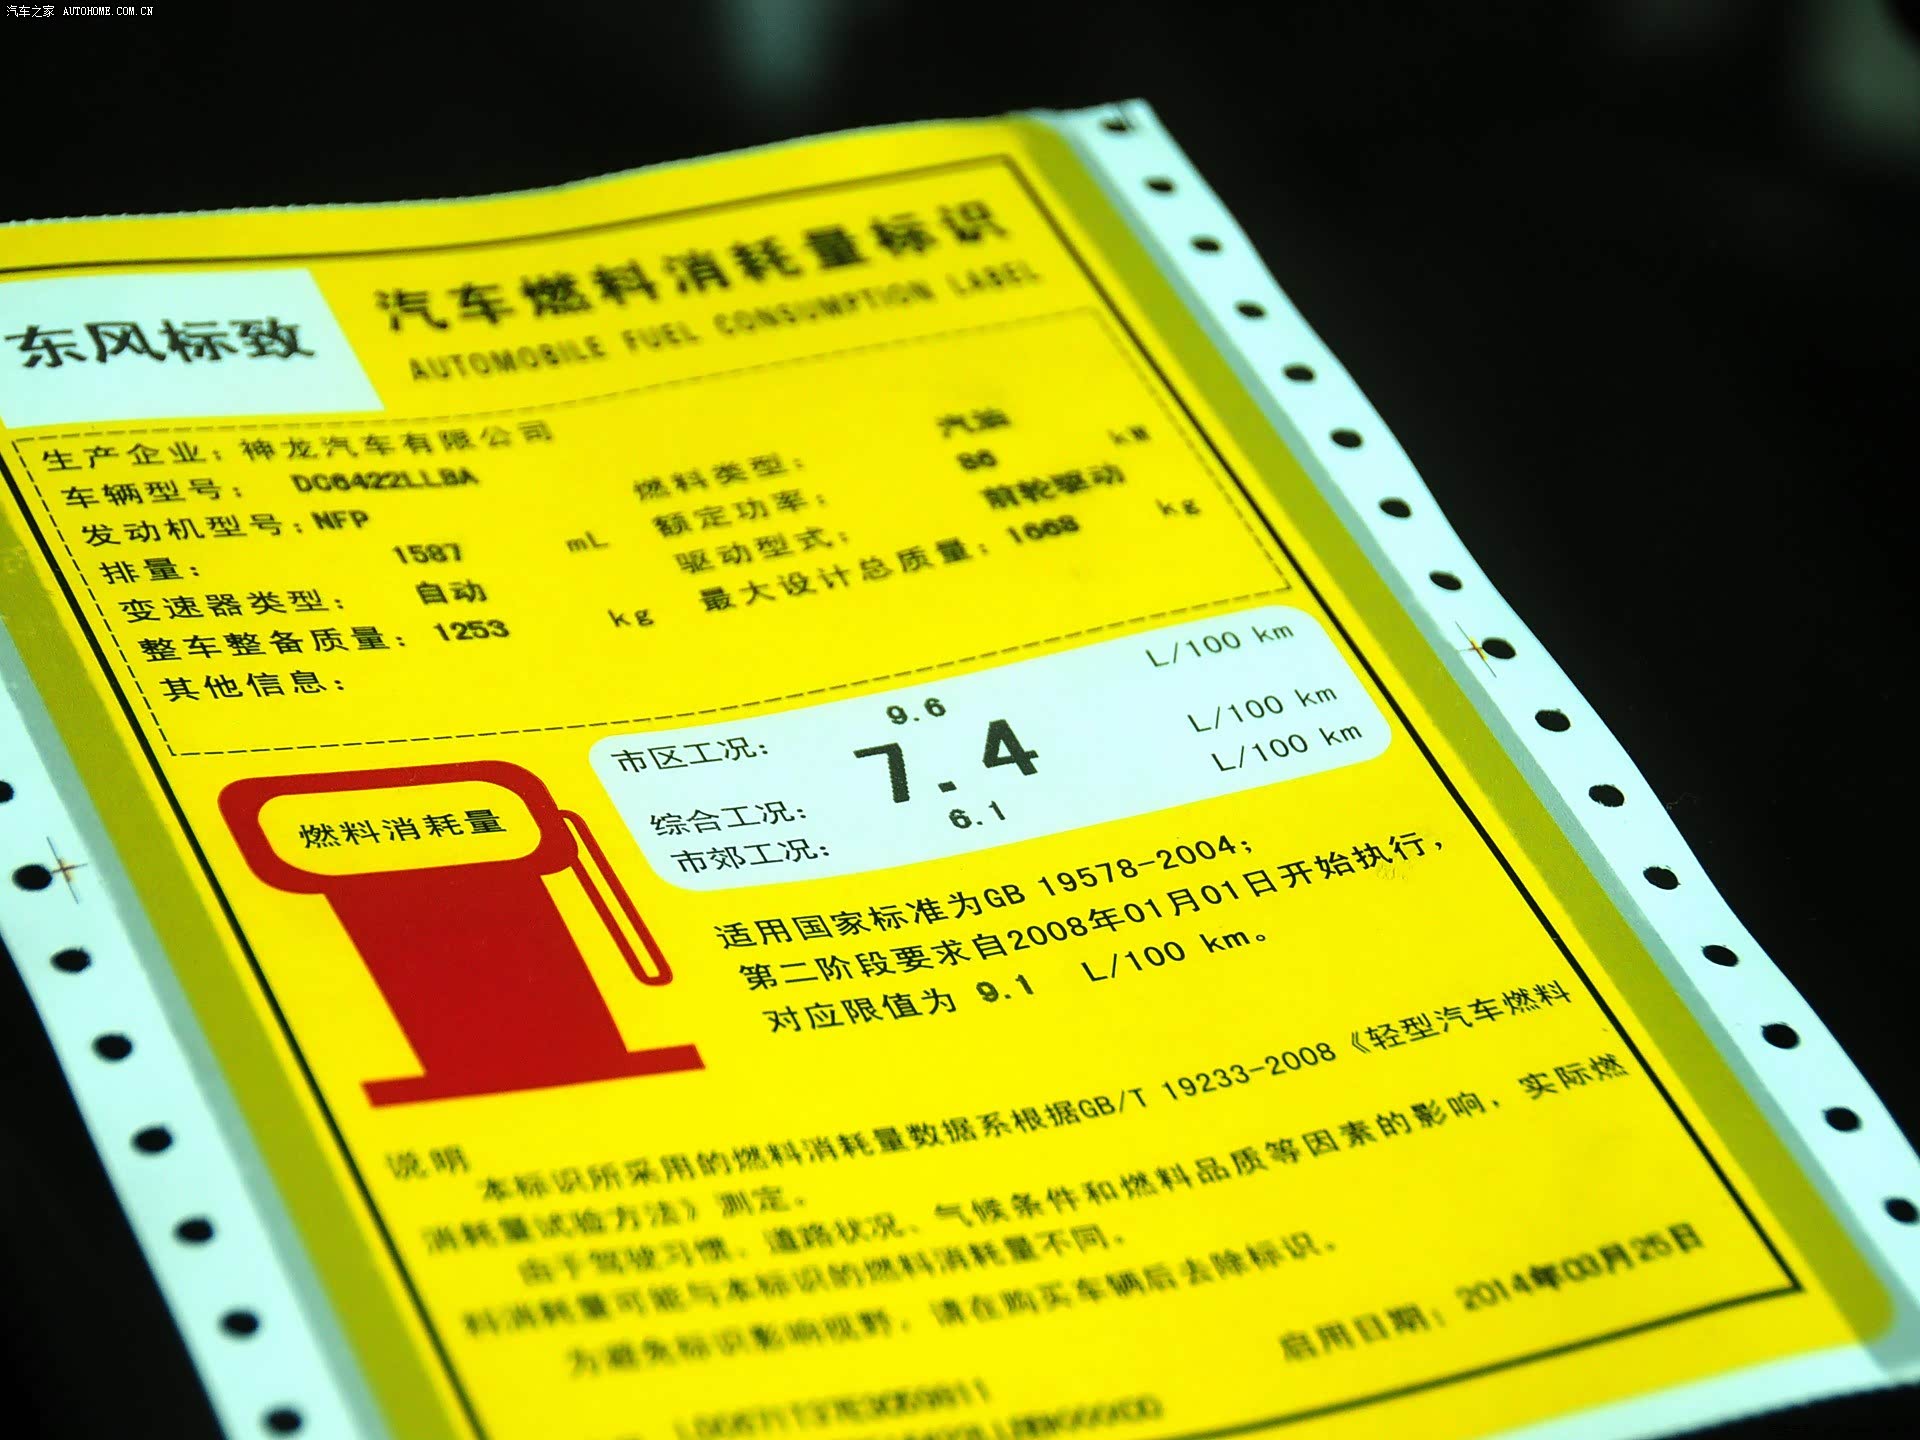 汽车之家 AUTOHOME.COM.CN
东风标致
汽车燃料消耗量标识
AUTOMOBILE FUEL CONSUMPTION LABEL
生产企业：神龙汽车有限公司
车辆型号： DC6422LLBA 燃料类型： 汽油
发动机型号：NFP 额定功率： 86 kW
排量： 1587 mL 驱动型式： 前轮驱动
变速器类型： 自动 最大设计总质量： 1668 kg
整车整备质量： 1253 kg
其他信息：
燃料消耗量
市区工况： 9.6 L/100 km
综合工况： 7.4 L/100 km
市郊工况： 6.1 L/100 km
适用国家标准为GB 19578-2004；
第二阶段要求自2008年01月01日开始执行，
对应限值为 9.1 L/100 km。
说明
本标识所采用的燃料消耗量数据系根据GB/T 19233-2008《轻型汽车燃料
消耗量试验方法》测定。
由于驾驶习惯、道路状况、气候条件和燃料品质等因素的影响，实际燃
料消耗量可能与本标识的燃料消耗量不同。
为避免标识影响视野，请在购买车辆后去除标识。
启用日期：2014年03月25日